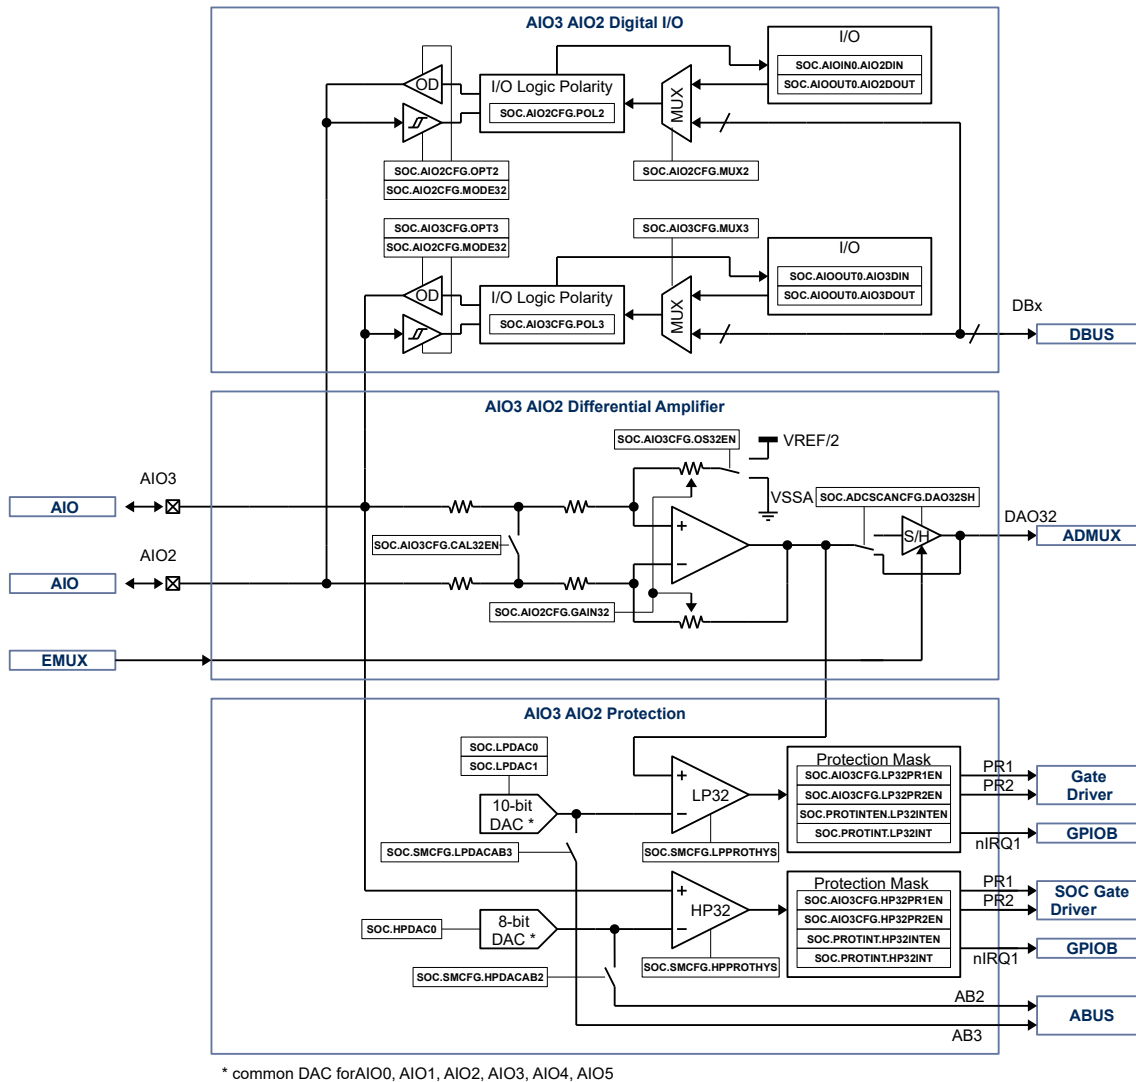 AIO3 AIO2 Digital I/O
I/O
SOC.AIOIN0.AIO2DIN
SOC.AIOOUT0.AIO2DOUT
OD
I/O Logic Polarity
SOC.AIO2CFG.POL2
MUX
SOC.AIO2CFG.OPT2
SOC.AIO2CFG.MODE32
SOC.AIO2CFG.MUX2
SOC.AIO3CFG.OPT3
SOC.AIO2CFG.MODE32
SOC.AIO3CFG.MUX3
I/O
SOC.AIOOUT0.AIO3DIN
SOC.AIOOUT0.AIO3DOUT
OD
I/O Logic Polarity
SOC.AIO3CFG.POL3
MUX
DBx
DBUS
AIO3 AIO2 Differential Amplifier
SOC.AIO3CFG.OS32EN
VREF/2
VSSA
SOC.ADCSCANCFG.DAO32SH
AIO3
AIO
SOC.AIO3CFG.CAL32EN
+
−
S/H
DAO32
ADMUX
AIO2
AIO
SOC.AIO2CFG.GAIN32
EMUX
AIO3 AIO2 Protection
SOC.LPDAC0
SOC.LPDAC1
10-bit
DAC *
SOC.SMCFG.LPDACAB3
+
LP32
−
SOC.SMCFG.LPPROTHYS
Protection Mask
SOC.AIO3CFG.LP32PR1EN
SOC.AIO3CFG.LP32PR2EN
SOC.PROTINTEN.LP32INTEN
SOC.PROTINT.LP32INT
PR1
PR2
nIRQ1
Gate
Driver
GPIOB
SOC.HPDAC0
8-bit
DAC *
SOC.SMCFG.HPDACAB2
+
HP32
−
SOC.SMCFG.HPPROTHYS
Protection Mask
SOC.AIO3CFG.HP32PR1EN
SOC.AIO3CFG.HP32PR2EN
SOC.PROTINT.HP32INTEN
SOC.PROTINT.HP32INT
PR1
PR2
nIRQ1
SOC Gate
Driver
GPIOB
AB2
AB3
ABUS
* common DAC forAIO0, AIO1, AIO2, AIO3, AIO4, AIO5